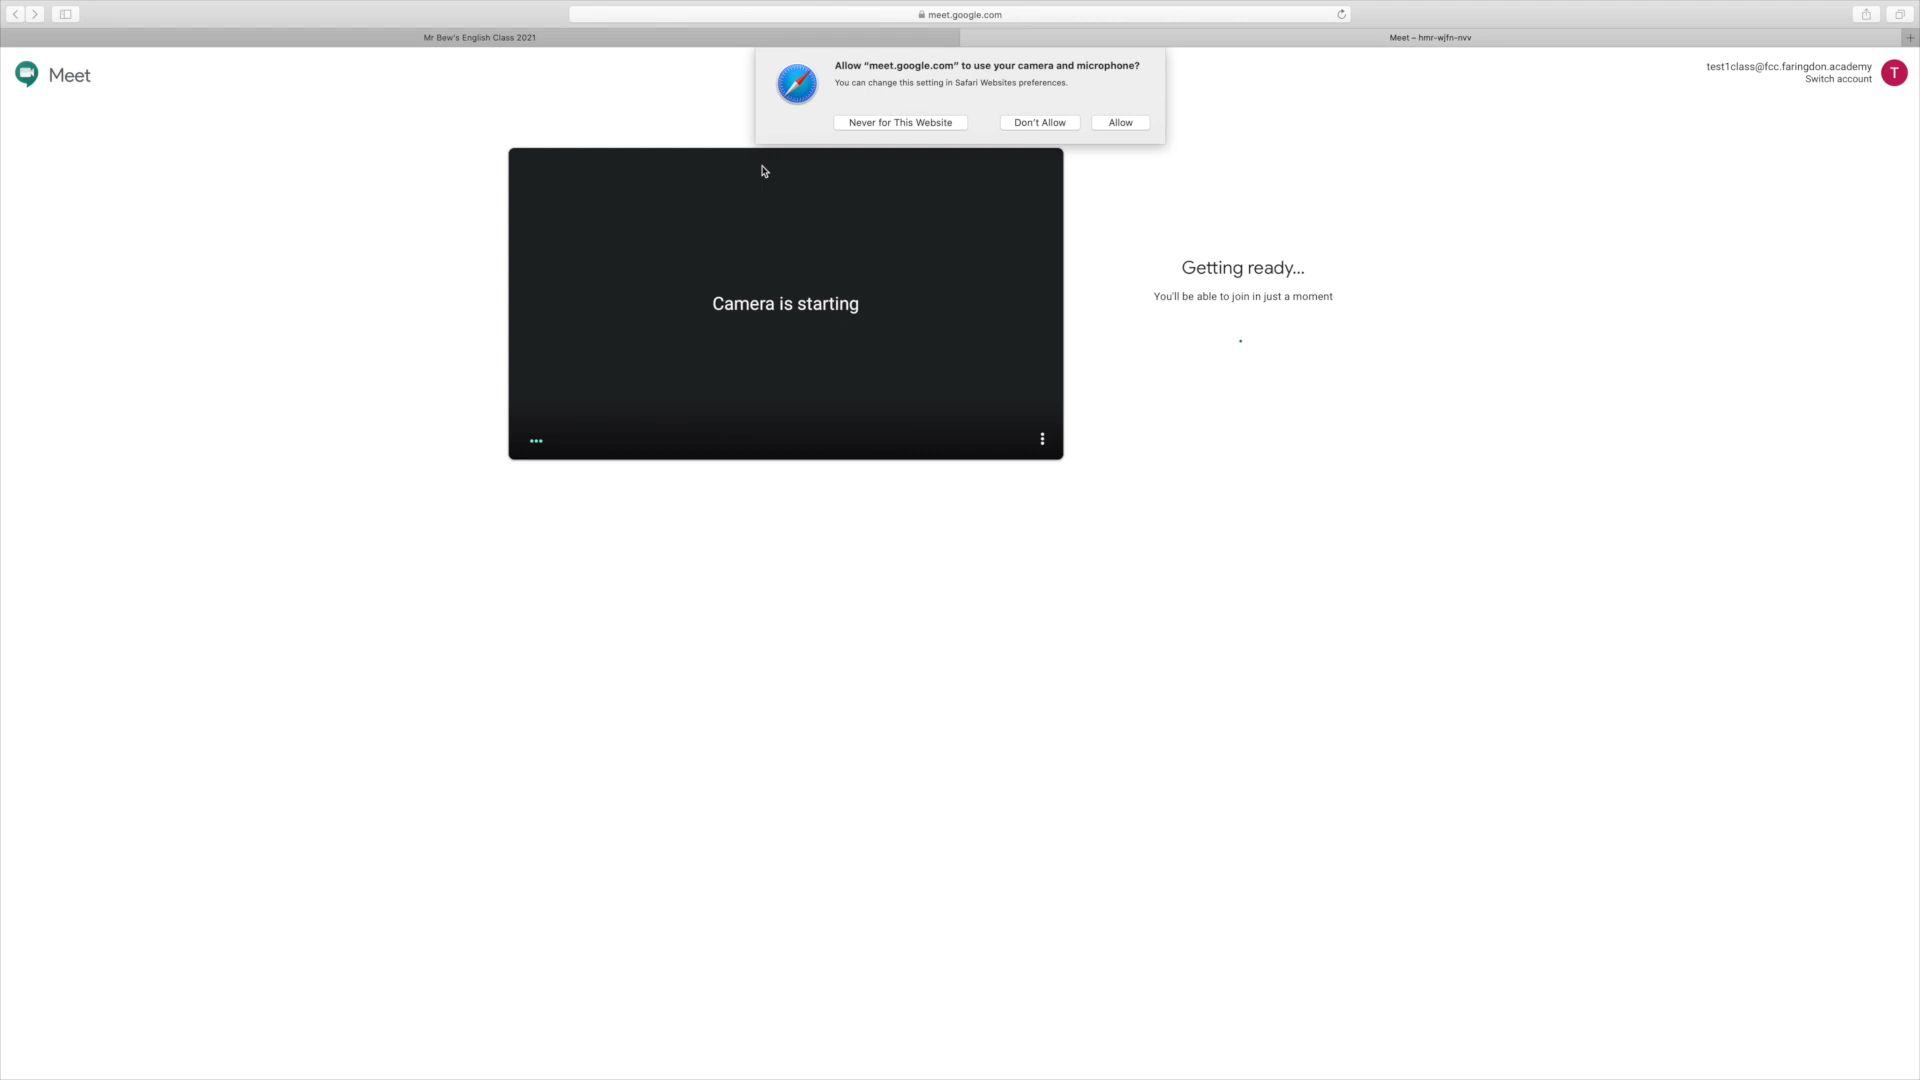 meet.google.com
Mr Bew's English Class 2021
Meet – hmr-wjfn-nvv
Meet
Allow “meet.google.com” to use your camera and microphone?
You can change this setting in Safari Websites preferences.
Never for This Website
Don't Allow
Allow
test1class@fcc.faringdon.academy
Switch account
T
Camera is starting
Getting ready...
You'll be able to join in just a moment